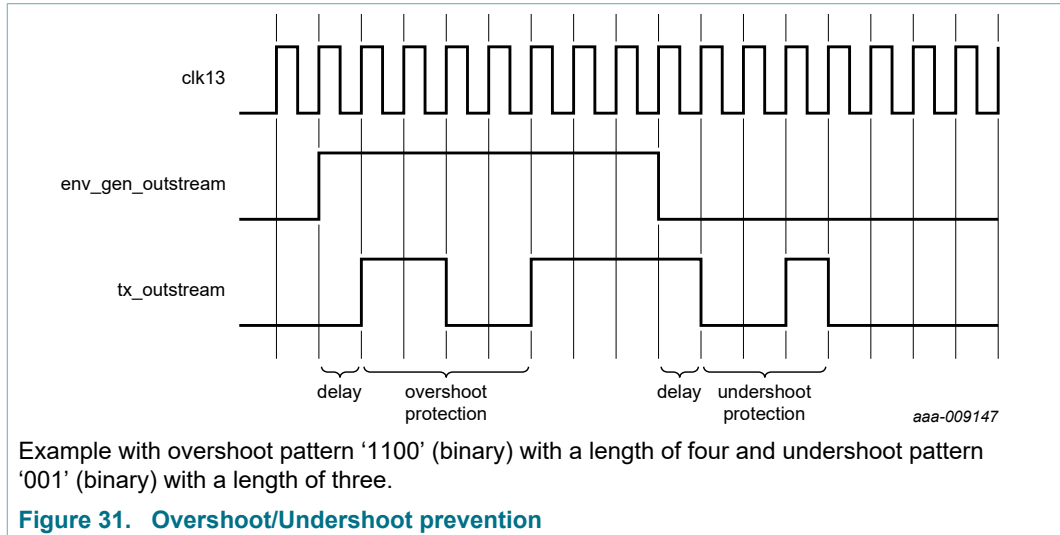 clk13
env_gen_outstream
tx_outstream
delay
overshoot
protection
delay
undershoot
protection
aaa-009147
Example with overshoot pattern ‘1100’ (binary) with a length of four and undershoot pattern
‘001’ (binary) with a length of three.
Figure 31. Overshoot/Undershoot prevention